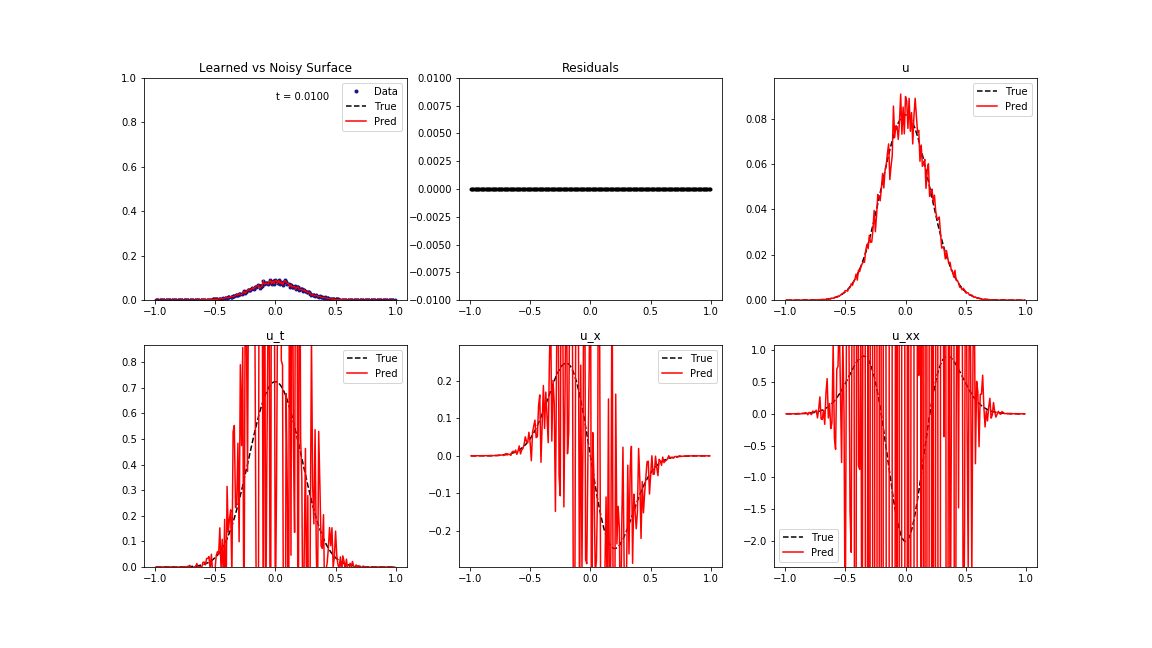 Learned vs Noisy Surface
t = 0.0100
Data
True
Pred
1.0
0.8
0.6
0.4
0.2
0.0
−1.0 −0.5 0.0 0.5 1.0
Residuals
0.0100
0.0075
0.0050
0.0025
0.0000
−0.0025
−0.0050
−0.0075
−0.0100
−1.0 −0.5 0.0 0.5 1.0
u
True
Pred
0.08
0.06
0.04
0.02
0.00
−1.0 −0.5 0.0 0.5 1.0
u_t
True
Pred
0.8
0.7
0.6
0.5
0.4
0.3
0.2
0.1
0.0
−1.0 −0.5 0.0 0.5 1.0
u_x
True
Pred
0.2
0.1
0.0
−0.1
−0.2
−1.0 −0.5 0.0 0.5 1.0
u_xx
1.0
0.5
0.0
−0.5
−1.0
−1.5
−2.0
True
Pred
−1.0 −0.5 0.0 0.5 1.0